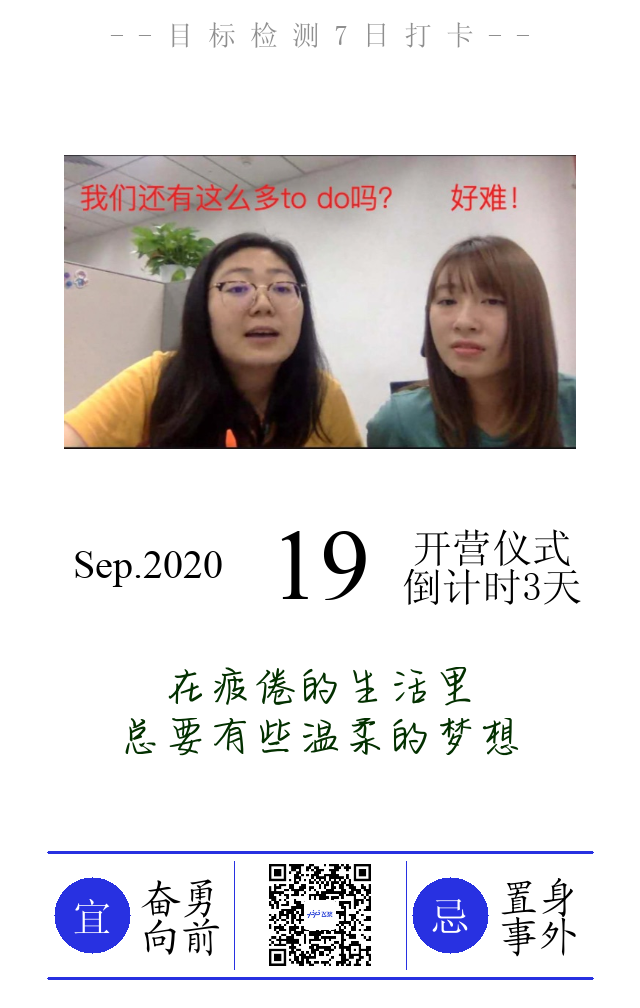 --目标检测7日打卡--
我们还有这么多to do吗? 好难!
Sep.2020
19
开营仪式
倒计时3天
在疲倦的生活里
总要有些温柔的梦想
宜
奋勇
向前
忌
置身
事外